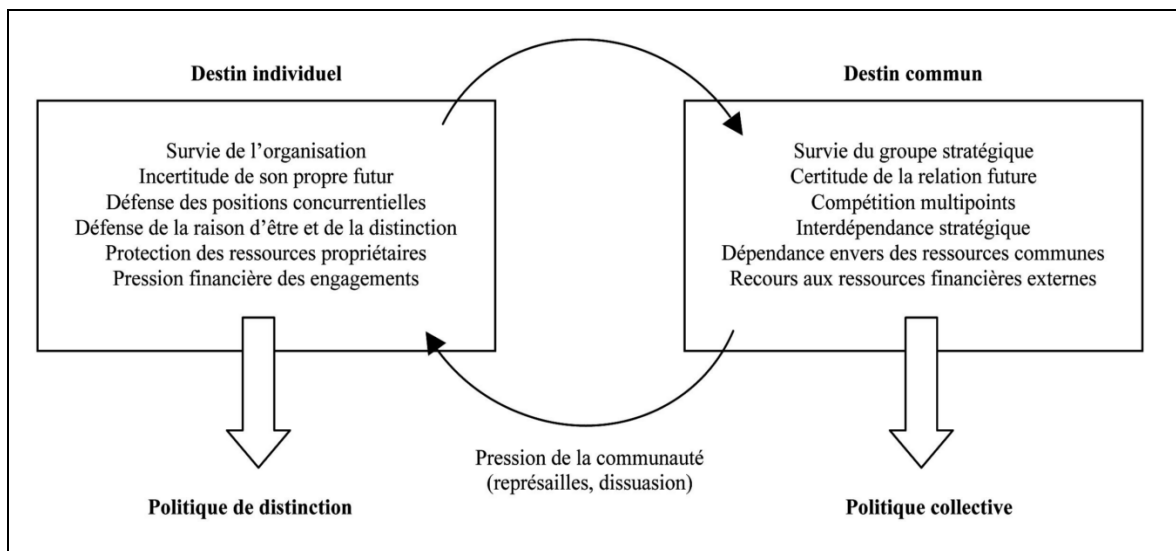 Destin individuel
Survie de l’organisation
Incertitude de son propre futur
Défense des positions concurrentielles
Défense de la raison d’être et de la distinction
Protection des ressources propriétaires
Pression financière des engagements
Politique de distinction
Destin commun
Survie du groupe stratégique
Certitude de la relation future
Compétition multipoints
Interdépendance stratégique
Dépendance envers des ressources communes
Recours aux ressources financières externes
Politique collective
Pression de la communauté
(représailles, dissuasion)